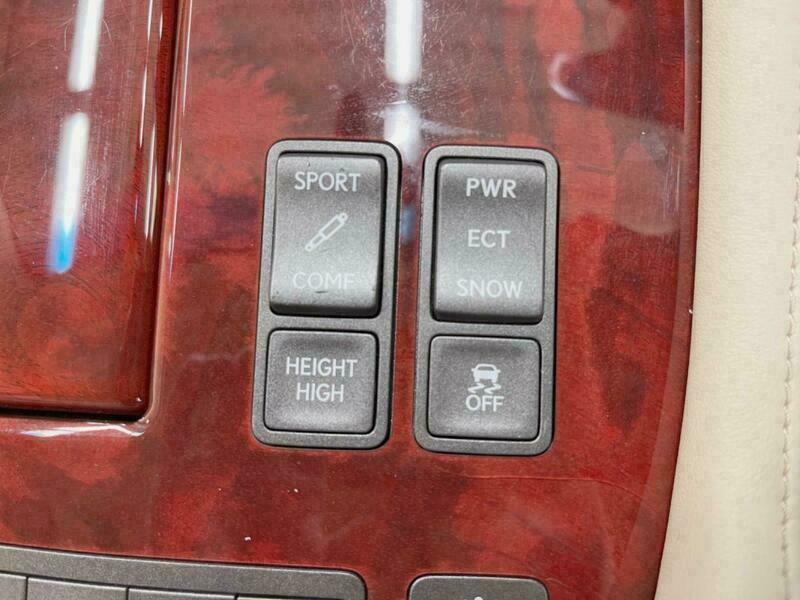 SPORT
COMF
HEIGHT
HIGH
PWR
ECT
SNOW
OFF